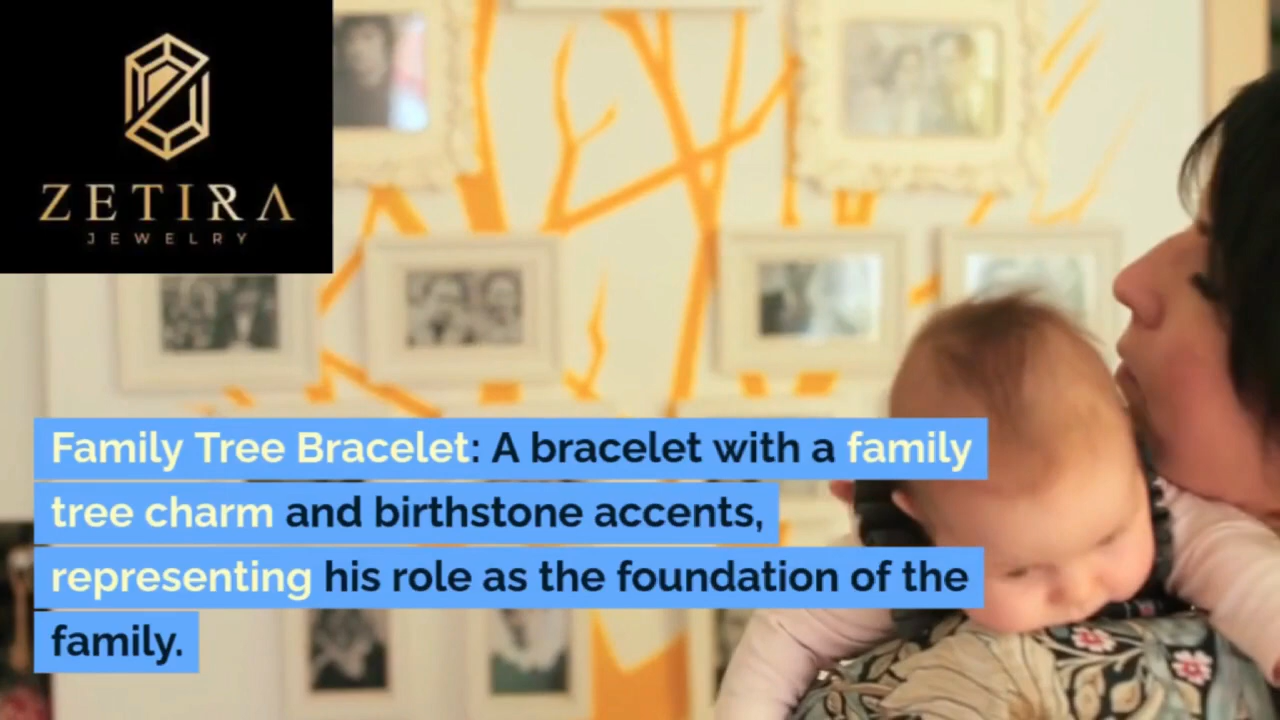 ZETIRA
JEWELRY
Family Tree Bracelet: A bracelet with a family
tree charm and birthstone accents,
representing his role as the foundation of the
family.